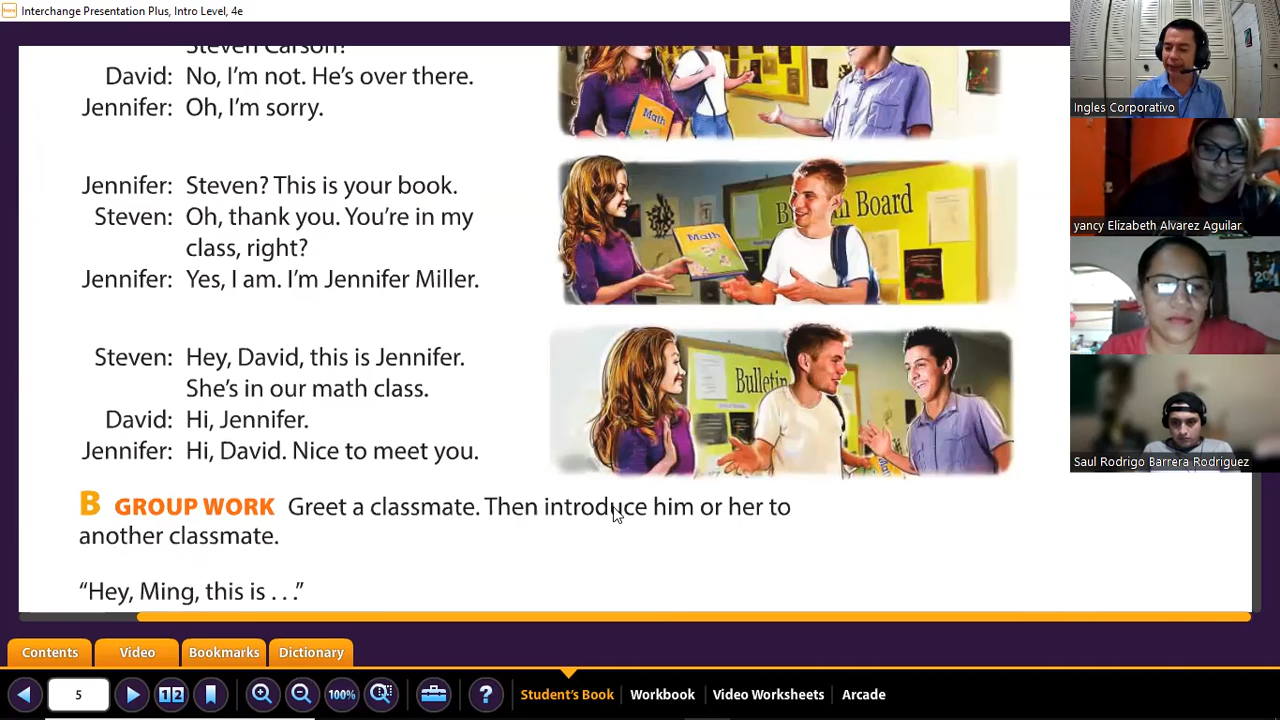 Interchange Presentation Plus, Intro Level, 4e
Steven Carson?
David: No, I'm not. He's over there.
Jennifer: Oh, I'm sorry.
Math
Jennifer: Steven? This is your book.
Steven: Oh, thank you. You're in my
class, right?
Jennifer: Yes, I am. I'm Jennifer Miller.
Board
Math
Steven: Hey, David, this is Jennifer.
She's in our math class.
David: Hi, Jennifer.
Jennifer: Hi, David. Nice to meet you.
Bulletin
B GROUP WORK Greet a classmate. Then introduce him or her to
another classmate.
“Hey, Ming, this is . . .”
Ingles Corporativo
yancy Elizabeth Alvarez Aguilar
Saul Rodrigo Barrera Rodriguez
Contents Video Bookmarks Dictionary
5 1 2 100% ? Student's Book Workbook Video Worksheets Arcade